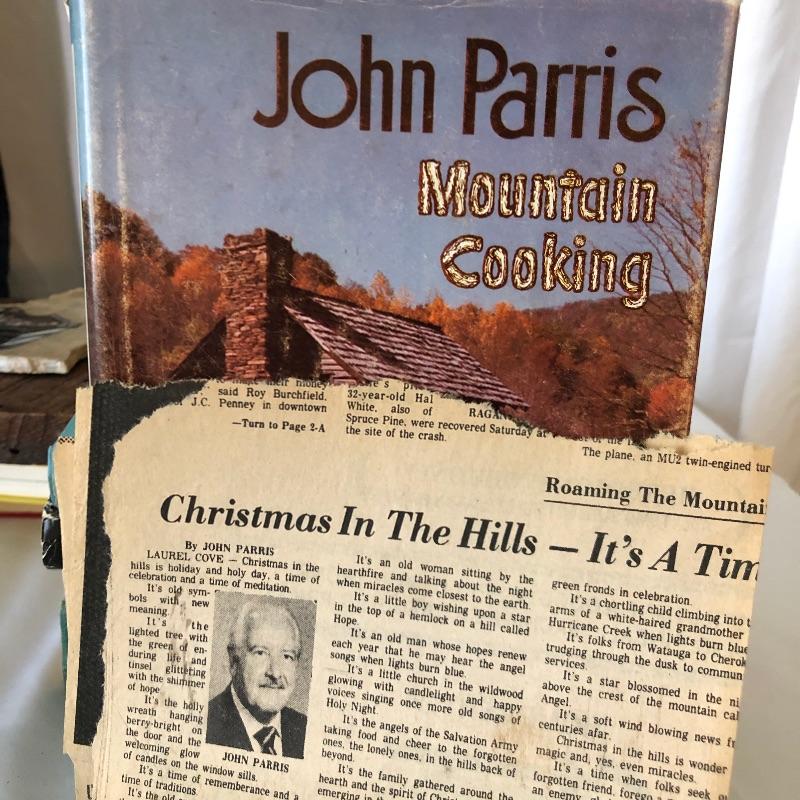 John Parris
Mountain
Cooking
make their money
said Roy Burchfield,
J.C. Penney in downtown
—Turn to Page 2-A
32-year-old Hal
White, also of RAGAN
Spruce Pine, were recovered Saturday at
the site of the crash.
The plane, an MU2 twin-engined
Roaming The Mountai
Christmas In The Hills — It's A Tim
By JOHN PARRIS
LAUREL COVE — Christmas in the
hills is holiday and holy day, a time of
celebration and a time of meditation.
It's old sym-
bols with new
meaning.
It's the
lighted tree with
the green of en-
during life and
tinsel glittering
with the shimmer
of hope.
It's the holly
wreath hanging
berry-bright on
the door and the
welcoming glow
of candles on the window sills.
It's a time of remembrance and a
time of traditions.
It's the old
JOHN PARRIS
It's an old woman sitting by the
hearthfire and talking about the night
when miracles come closest to the earth.
It's a little boy wishing upon a star
in the top of a hemlock on a hill called
Hope.
It's an old man whose hopes renew
each year that he may hear the angel
songs when lights burn blue.
It's a little church in the wildwood
glowing with candlelight and happy
voices singing once more old songs of
Holy Night.
It's the angels of the Salvation Army
taking food and cheer to the forgotten
ones, the lonely ones, in the hills back of
beyond.
It's the family gathered around the
hearth and the spirit of
emerging in the
green fronds in celebration.
It's a chortling child climbing into t
arms of a white-haired grandmother
Hurricane Creek when lights burn blue
It's folks from Watauga to Cherok
trudging through the dusk to commun
services.
It's a star blossomed in the ni
above the crest of the mountain cal
Angel.
It's a soft wind blowing news fr
centuries afar.
Christmas in the hills is wonder
magic and, yes, even miracles.
It's a time when folks seek
forgotten friend, forego a
an enemy,